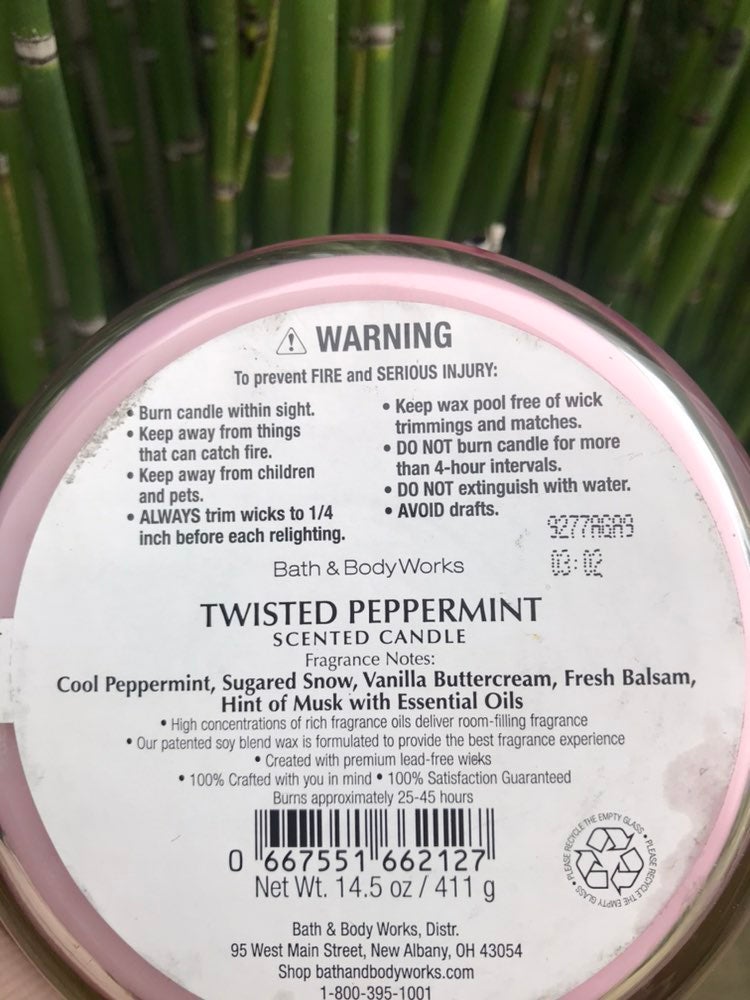 ⚠ WARNING
To prevent FIRE and SERIOUS INJURY:
• Burn candle within sight.
• Keep away from things
that can catch fire.
• Keep away from children
and pets.
• ALWAYS trim wicks to 1/4
inch before each relighting.
• Keep wax pool free of wick
trimmings and matches.
• DO NOT burn candle for more
than 4-hour intervals.
• DO NOT extinguish with water.
• AVOID drafts.
9277AGA9
03:02
Bath & Body Works
TWISTED PEPPERMINT
SCENTED CANDLE
Fragrance Notes:
Cool Peppermint, Sugared Snow, Vanilla Buttercream, Fresh Balsam,
Hint of Musk with Essential Oils
• High concentrations of rich fragrance oils deliver room-filling fragrance
• Our patented soy blend wax is formulated to provide the best fragrance experience
• Created with premium lead-free wicks
• 100% Crafted with you in mind • 100% Satisfaction Guaranteed
Burns approximately 25-45 hours
0 667551 662127
Net Wt. 14.5 oz / 411 g
• PLEASE RECYCLE THE EMPTY GLASS • PLEASE RECYCLE THE EMPTY GLASS
Bath & Body Works, Distr.
95 West Main Street, New Albany, OH 43054
Shop bathandbodyworks.com
1-800-395-1001